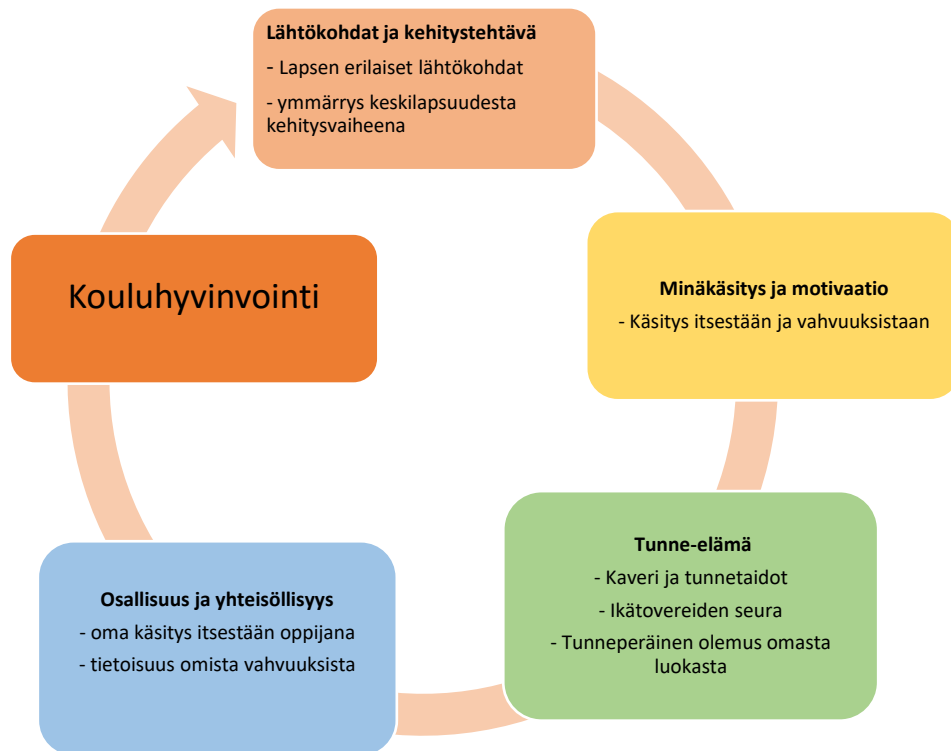 Lähtökohdat ja kehitystehtävä
- Lapsen erilaiset lähtökohdat
- ymmärrys keskilapsuudesta
kehitysvaiheena
Minäkäsitys ja motivaatio
- Käsitys itsestään ja vahvuuksistaan
Tunne-elämä
- Kaveri ja tunnetaidot
- Ikätovereiden seura
- Tunneperäinen olemus omasta
luokasta
Osallisuus ja yhteisöllisyys
- oma käsitys itsestään oppijana
- tietoisuus omista vahvuuksista
Kouluhyvinvointi